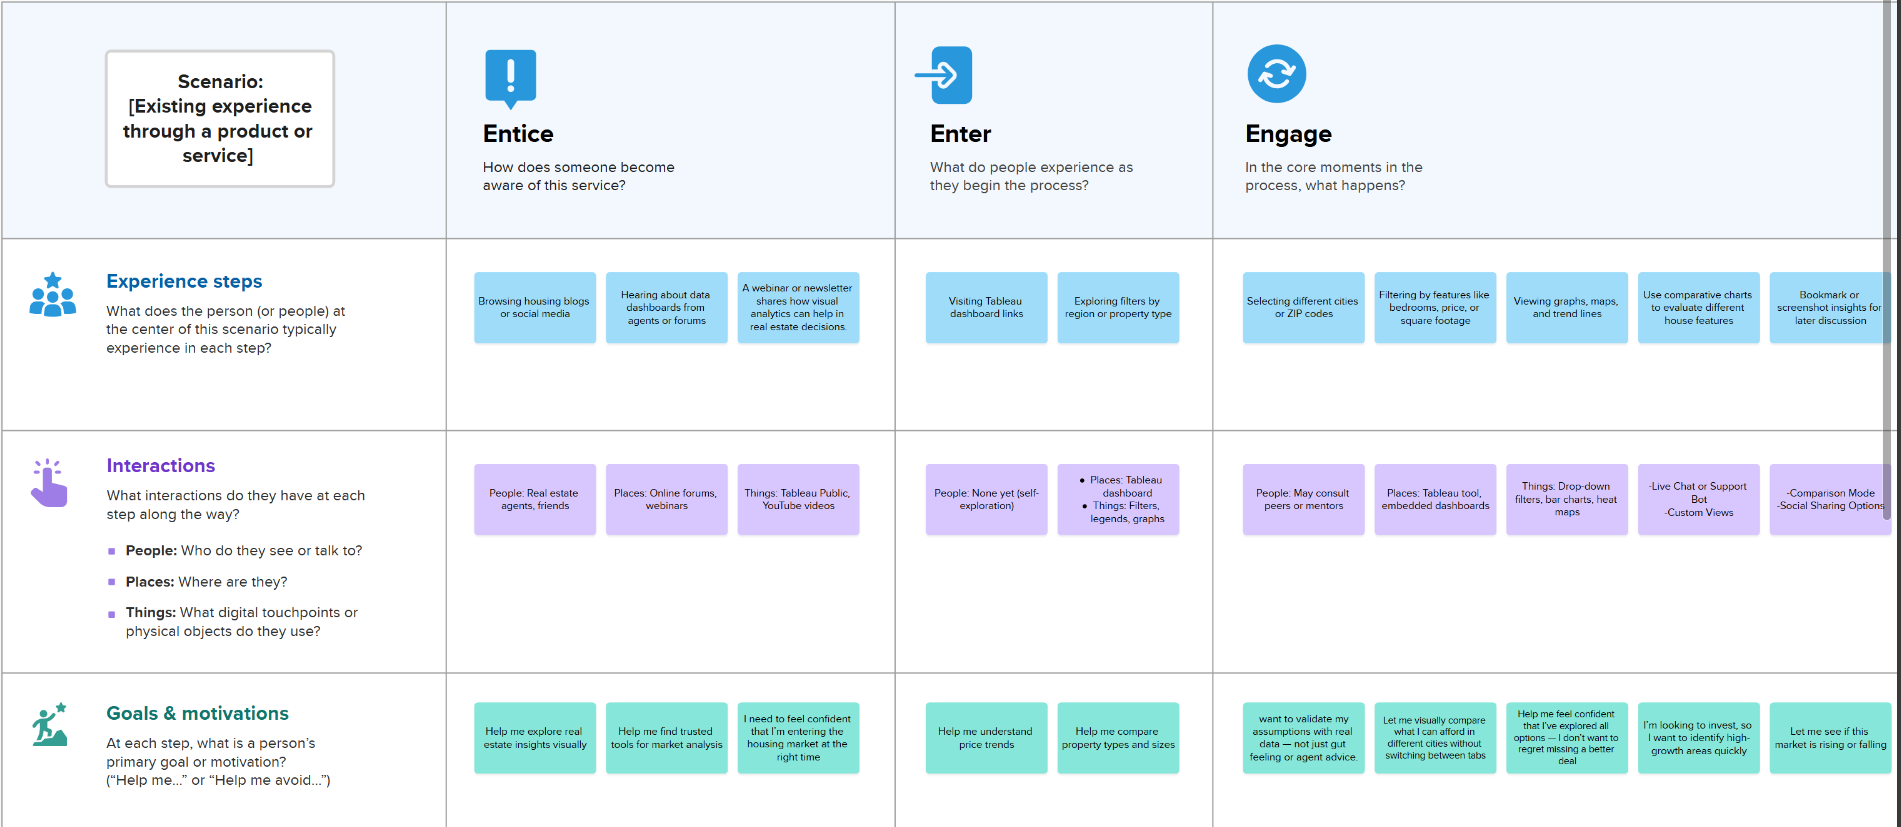 Scenario:
[Existing experience
through a product or
service]
Entice
How does someone become
aware of this service?
Enter
What do people experience as
they begin the process?
Engage
In the core moments in the
process, what happens?
Experience steps
What does the person (or people) at
the center of this scenario typically
experience in each step?
Browsing housing blogs
or social media
Hearing about data
dashboards from
agents or forums
A webinar or newsletter
shares how visual
analytics can help in
real estate decisions.
Visiting Tableau
dashboard links
Exploring filters by
region or property type
Selecting different cities
or ZIP codes
Filtering by features like
bedrooms, price, or
square footage
Viewing graphs, maps,
and trend lines
Use comparative charts
to evaluate different
house features
Bookmark or
screenshot insights for
later discussion
Interactions
What interactions do they have at each
step along the way?
People: Who do they see or talk to?
Places: Where are they?
Things: What digital touchpoints or
physical objects do they use?
People: Real estate
agents, friends
Places: Online forums,
webinars
Things: Tableau Public,
YouTube videos
People: None yet (self-
exploration)
• Places: Tableau
dashboard
• Things: Filters,
legends, graphs
People: May consult
peers or mentors
Places: Tableau tool,
embedded dashboards
Things: Drop-down
filters, bar charts, heat
maps
-Live Chat or Support
Bot
-Custom Views
-Comparison Mode
-Social Sharing Options
Goals & motivations
At each step, what is a person's
primary goal or motivation?
("Help me..." or "Help me avoid...")
Help me explore real
estate insights visually
Help me find trusted
tools for market analysis
I need to feel confident
that I'm entering the
housing market at the
right time
Help me understand
price trends
Help me compare
property types and sizes
want to validate my
assumptions with real
data — not just gut
feeling or agent advice.
Let me visually compare
what I can afford in
different cities without
switching between tabs
Help me feel confident
that I've explored all
options — I don't want to
regret missing a better
deal
I'm looking to invest, so
I want to identify high-
growth areas quickly
Let me see if this
market is rising or falling